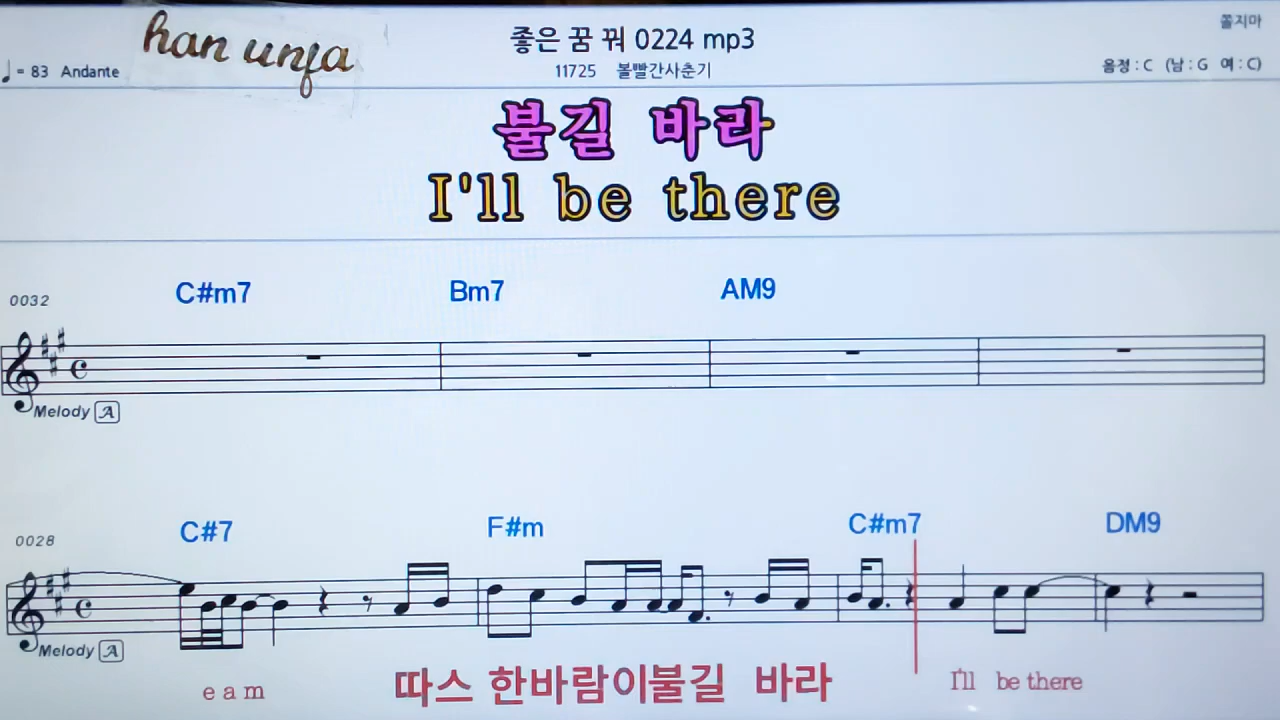 han unja
좋은 꿈 꿔 0224 mp3
쫄지마
♩= 83 Andante
11725 볼빨간사춘기
음정 : C (남 : G 여 : C)
불길 바라
I'll be there
0032
C#m7 Bm7 AM9
Melody A
0028
C#7 F#m C#m7 DM9
Melody A
e a m 따스 한바람이불길 바라 I'll be there